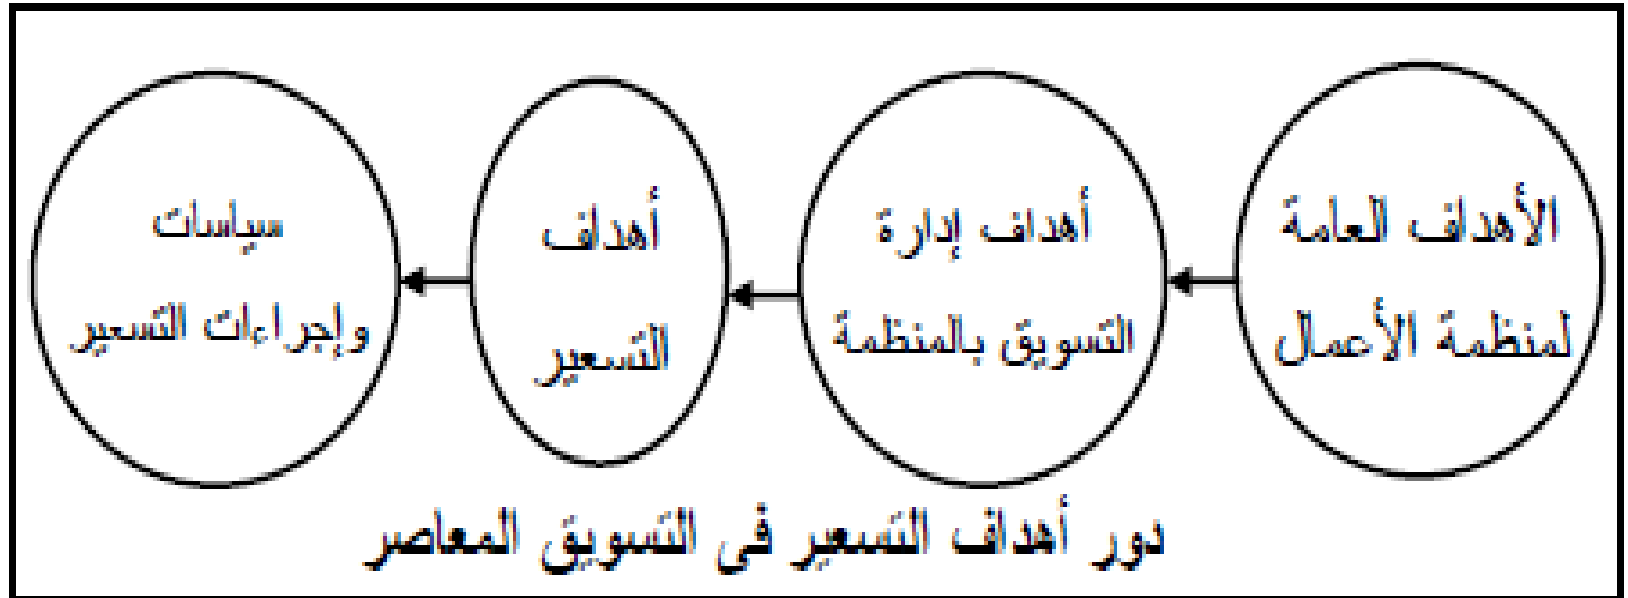 الأهداف العامة
لمنظمة الأعمال
أهداف إدارة
التسويق بالمنظمة
أهداف
التسعير
سياسات
وإجراءات التسعير
دور أهداف التسعير فى التسويق المعاصر